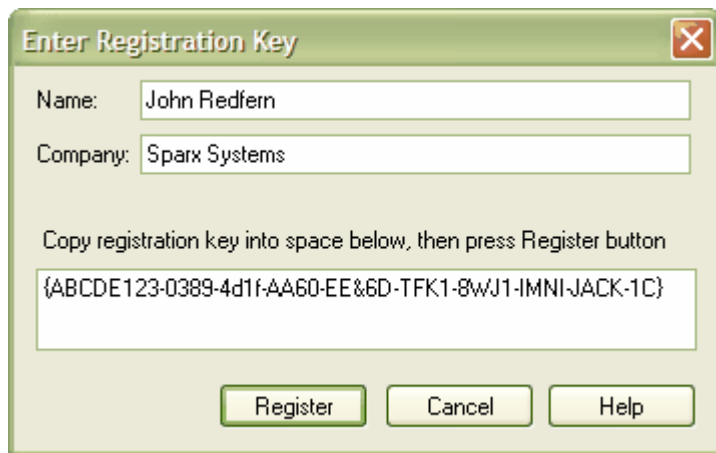 Enter Registration Key
Name: John Redfern
Company: Sparx Systems
Copy registration key into space below, then press Register button
{ABCDE123-0389-4d1f-AA60-EE&6D-TFK1-8WJ1-IMNI-JACK-1C}
Register Cancel Help